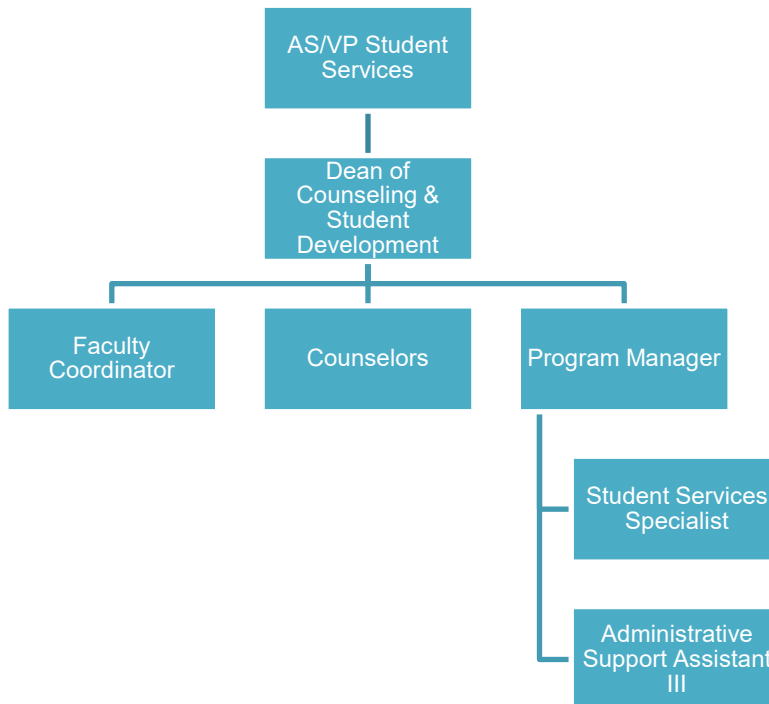 AS/VP Student
Services
Dean of
Counseling &
Student
Development
Faculty
Coordinator
Counselors
Program Manager
Student Services
Specialist
Administrative
Support Assistant
III